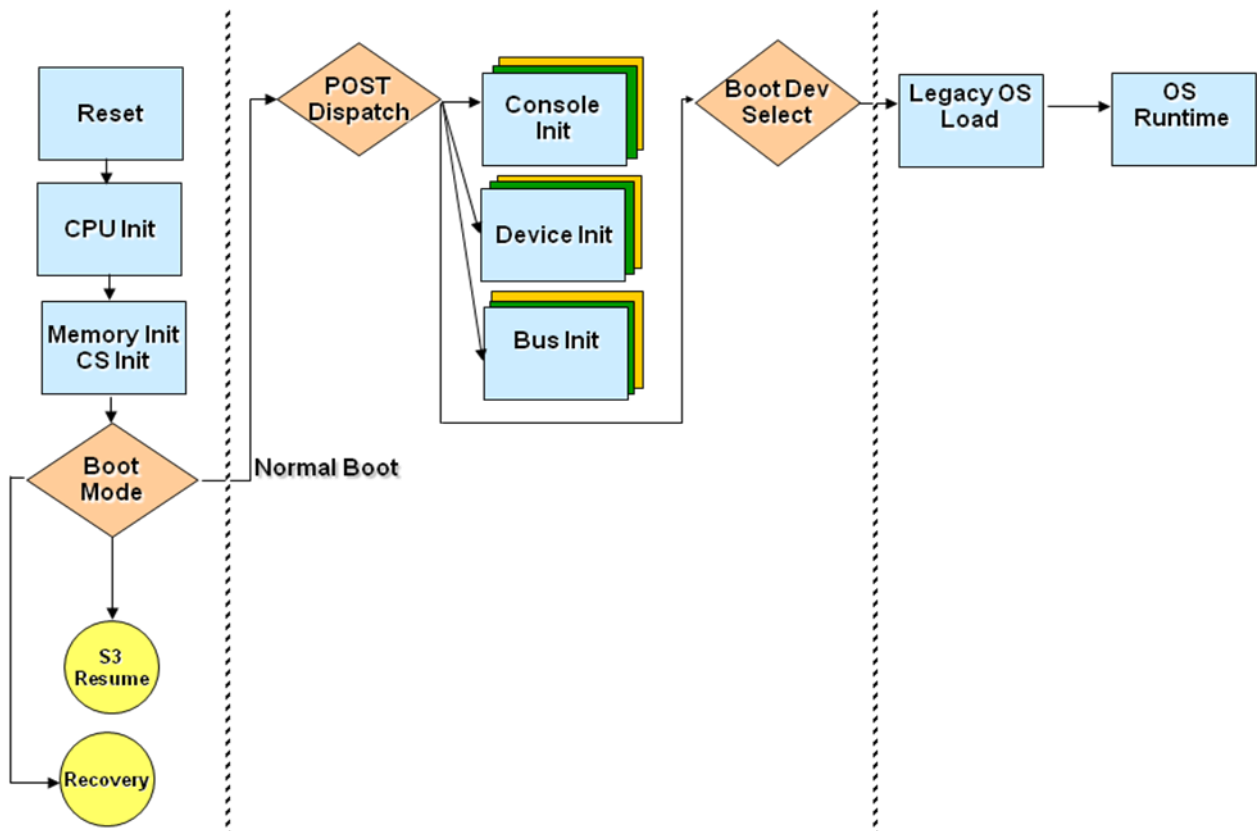 Reset
CPU Init
Memory Init
CS Init
Boot
Mode
S3
Resume
Recovery
Normal Boot
POST
Dispatch
Console
Init
Device Init
Bus Init
Boot Dev
Select
Legacy OS
Load
OS
Runtime